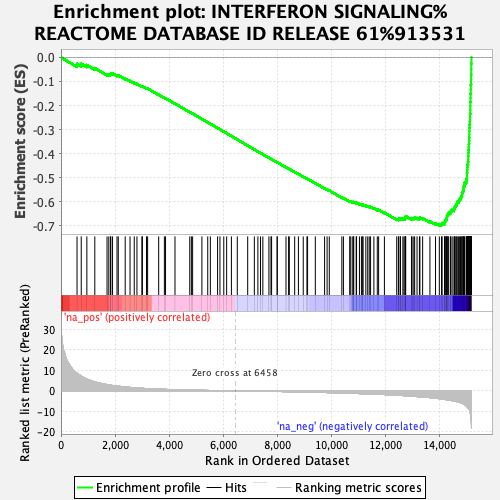 Enrichment plot: INTERFERON SIGNALING%
REACTOME DATABASE ID RELEASE 61%913531
Enrichment score (ES)
0.0
-0.1
-0.2
-0.3
-0.4
-0.5
-0.6
-0.7
Ranked list metric (PreRanked)
30
20
10
0
-10
-20
'na_pos' (positively correlated)
Zero cross at 6458
'na_neg' (negatively correlated)
0
2,000
4,000
6,000
8,000
10,000
12,000
14,000
Rank in Ordered Dataset
Enrichment profile
Hits
Ranking metric scores